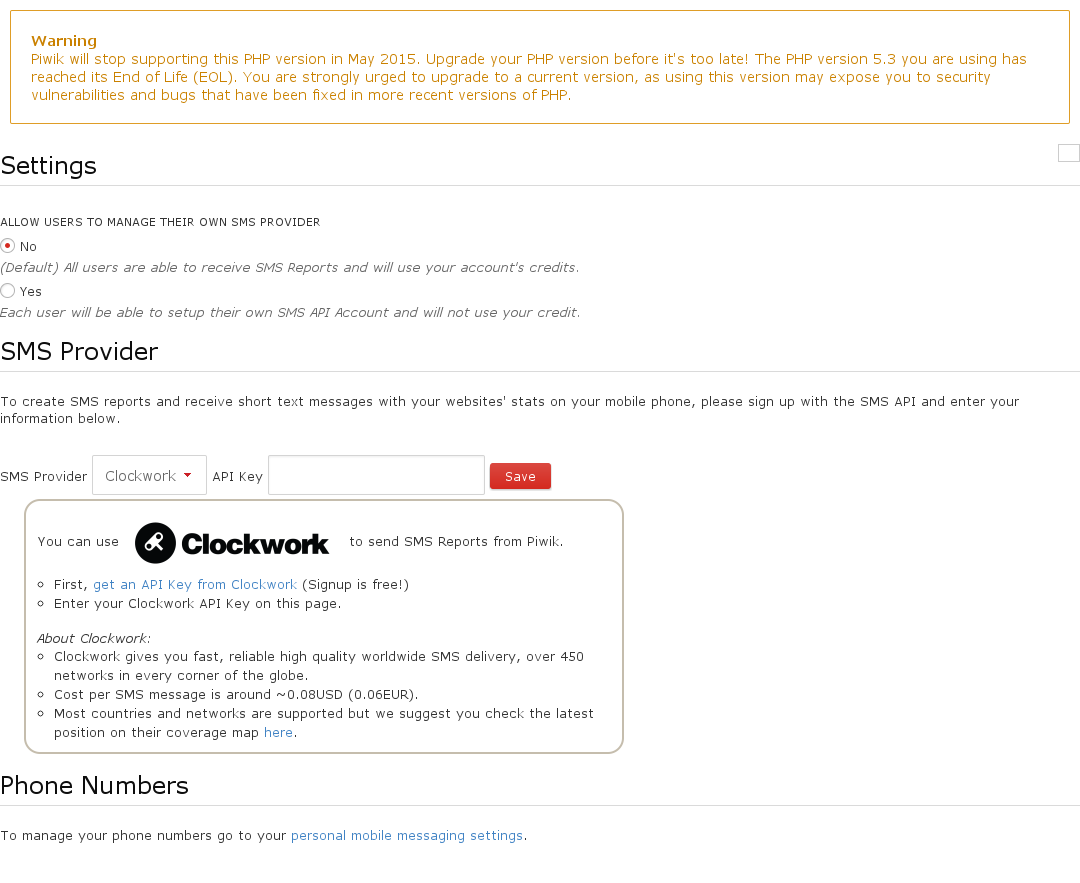 Warning
Piwik will stop supporting this PHP version in May 2015. Upgrade your PHP version before it's too late! The PHP version 5.3 you are using has
reached its End of Life (EOL). You are strongly urged to upgrade to a current version, as using this version may expose you to security
vulnerabilities and bugs that have been fixed in more recent versions of PHP.
Settings
ALLOW USERS TO MANAGE THEIR OWN SMS PROVIDER
No
(Default) All users are able to receive SMS Reports and will use your account's credits.
Yes
Each user will be able to setup their own SMS API Account and will not use your credit.
SMS Provider
To create SMS reports and receive short text messages with your websites' stats on your mobile phone, please sign up with the SMS API and enter your
information below.
SMS Provider Clockwork API Key Save
You can use Clockwork to send SMS Reports from Piwik.
First, get an API Key from Clockwork (Signup is free!)
Enter your Clockwork API Key on this page.
About Clockwork:
Clockwork gives you fast, reliable high quality worldwide SMS delivery, over 450
networks in every corner of the globe.
Cost per SMS message is around ~0.08USD (0.06EUR).
Most countries and networks are supported but we suggest you check the latest
position on their coverage map here.
Phone Numbers
To manage your phone numbers go to your personal mobile messaging settings.